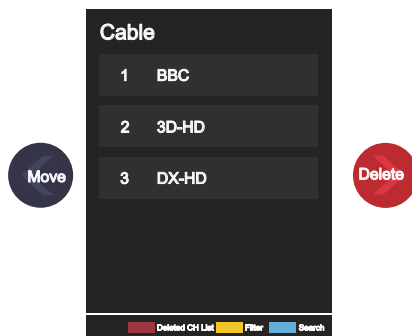 Cable
1 BBC
2 3D-HD
3 DX-HD
Move
Delete
Deleted CH List Filter Search